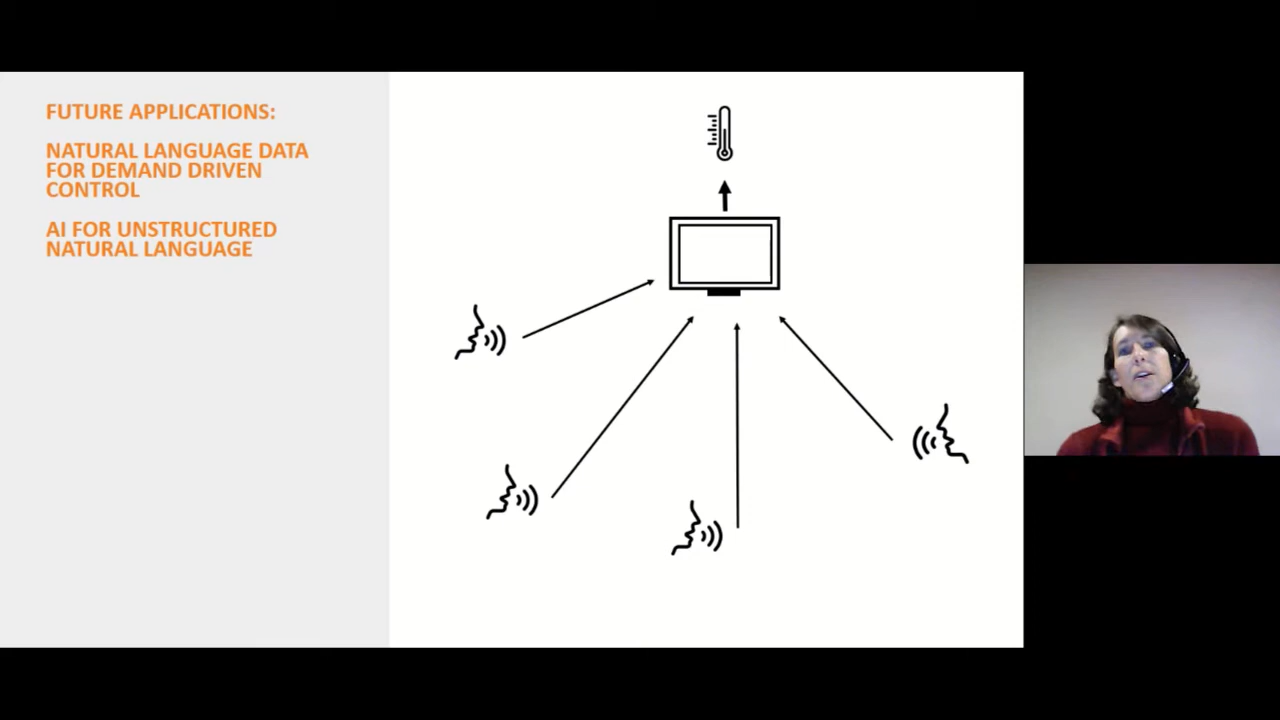 FUTURE APPLICATIONS:
NATURAL LANGUAGE DATA
FOR DEMAND DRIVEN
CONTROL
AI FOR UNSTRUCTURED
NATURAL LANGUAGE